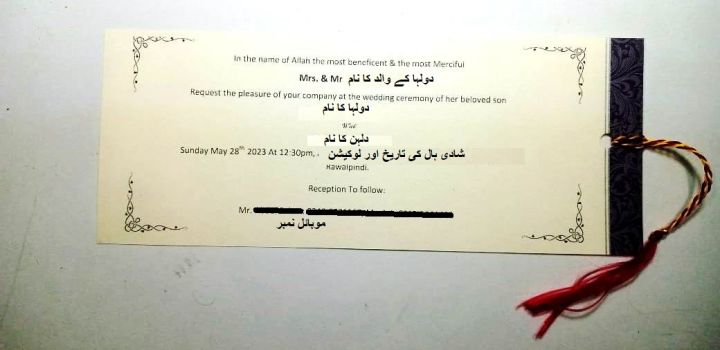 In the name of Allah the most beneficent & the most Merciful
Mrs. & Mr دولہا کے والد کا نام
Request the pleasure of your company at the wedding ceremony of her beloved son
دولہا کا نام
With
دلہن کا نام
Sunday May 28th 2023 At 12:30pm, . شادی ہال کی تاریخ اور لوکیشن
Rawalpindi.
Reception To follow:
Mr.
موبائل نمبر